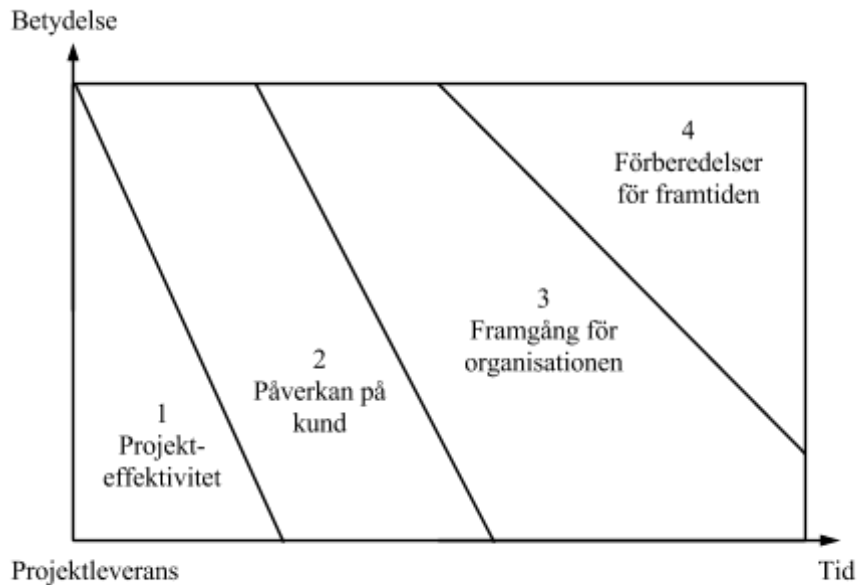 Betydelse
4
Förberedelser
för framtiden
3
Framgång för
organisationen
2
Påverkan på
kund
1
Projekt-
effektivitet
Projektleverans
Tid